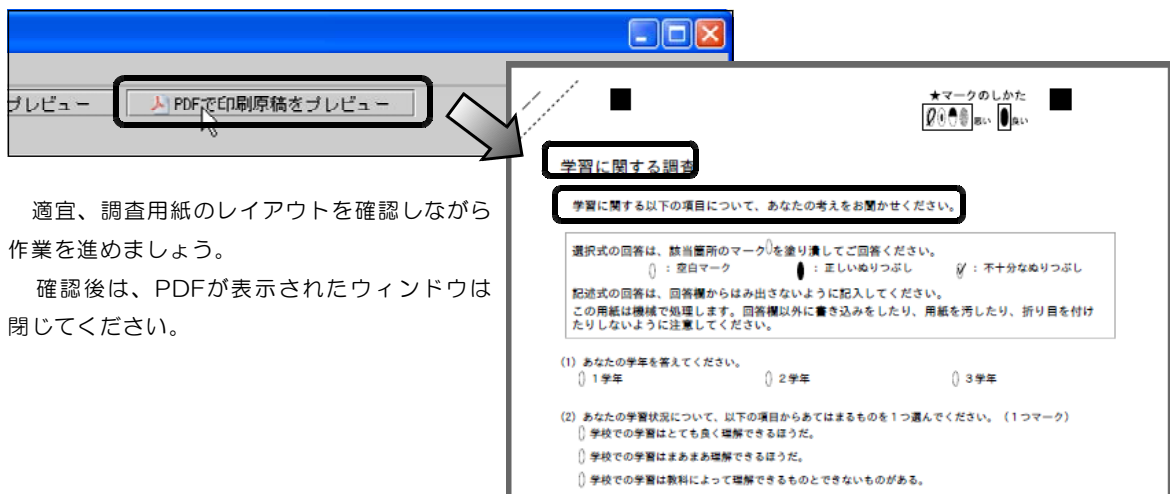 プレビュー
PDFで印刷原稿をプレビュー
適宜、調査用紙のレイアウトを確認しながら
作業を進めましょう。
確認後は、PDFが表示されたウィンドウは
閉じてください。
★マークのしかた
悪い 良い
学習に関する調査
学習に関する以下の項目について、あなたの考えをお聞かせください。
選択式の回答は、該当箇所のマークを塗り潰してご回答ください。
：空白マーク ：正しいぬりつぶし ：不十分なぬりつぶし
記述式の回答は、回答欄からはみ出さないように記入してください。
この用紙は機械で処理します。回答欄以外に書き込みをしたり、用紙を汚したり、折り目を付け
たりしないように注意してください。
(1) あなたの学年を答えてください。
1学年 2学年 3学年
(2) あなたの学習状況について、以下の項目からあてはまるものを1つ選んでください。（1つマーク）
学校での学習はとても良く理解できるほうだ。
学校での学習はまあまあ理解できるほうだ。
学校での学習は教科によって理解できるものとできないものがある。